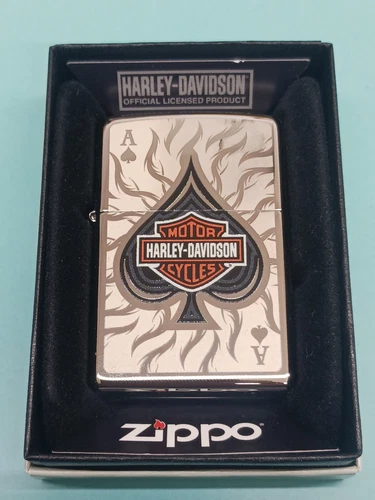 HARLEY-DAVIDSON
OFFICIAL LICENSED PRODUCT
A
MOTOR
HARLEY-DAVIDSON
CYCLES
A
zippo